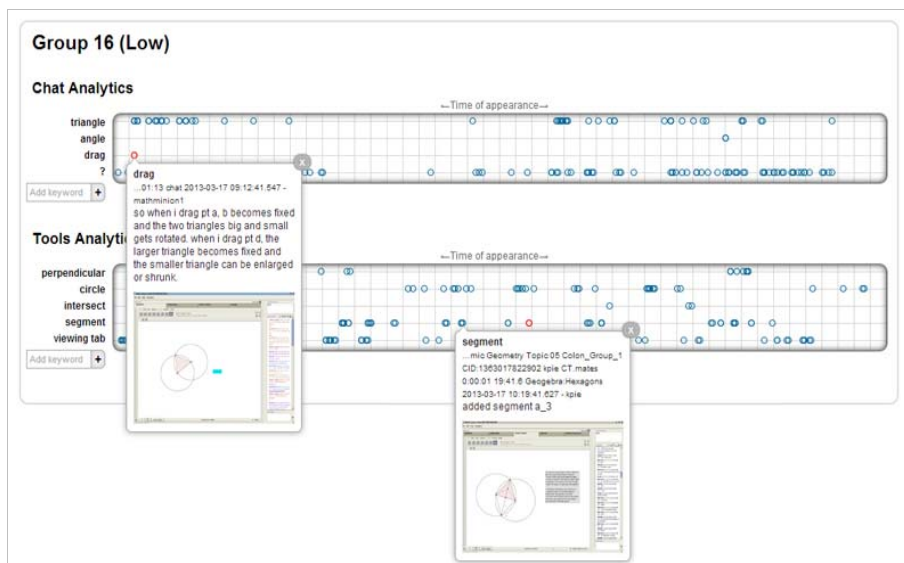 Group 16 (Low)
Chat Analytics
←Time of appearance→
triangle
angle
drag
?
Add keyword +
x
drag
...01:13 chat 2013-03-17 09:12:41.547 -
mathminion1
so when i drag pt a, b becomes fixed
and the two triangles big and small
gets rotated. when i drag pt d, the
larger triangle becomes fixed and
the smaller triangle can be enlarged
or shrunk.
Tools Analyti
←Time of appearance→
perpendicular
circle
intersect
segment
viewing tab
Add keyword +
x
segment
...mic Geometry Topic 05 Colon_Group_1
CID:1363017822902 kpie CT.mates
0:00:01 19:41.6 Geogebra:Hexagons
2013-03-17 10:19:41.627 - kpie
added segment a_3